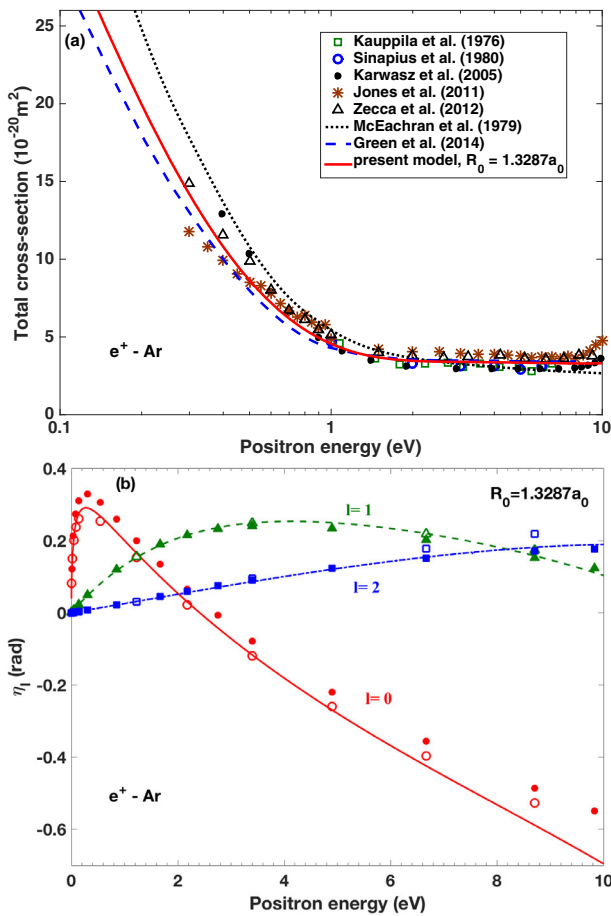 (a)
Kauppila et al. (1976)
Sinapius et al. (1980)
Karwasz et al. (2005)
Jones et al. (2011)
Zecca et al. (2012)
McEachran et al. (1979)
Green et al. (2014)
present model, R₀ = 1.3287a₀
Total cross-section (10⁻²⁰m²)
25
20
15
10
5
0
e⁺ - Ar
0.1 1 10
Positron energy (eV)
(b)
R₀=1.3287a₀
l= 1
l= 2
l=0
ηₗ (rad)
0.4
0.2
0
-0.2
-0.4
-0.6
e⁺ - Ar
0 2 4 6 8 10
Positron energy (eV)